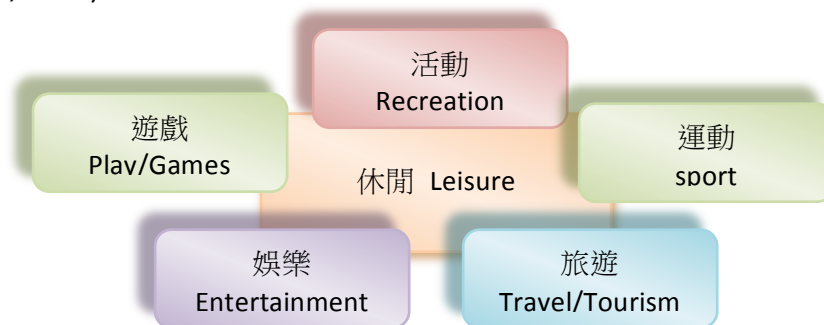 活動
Recreation
遊戲
Play/Games
運動
sport
休閒 Leisure
娛樂
Entertainment
旅遊
Travel/Tourism